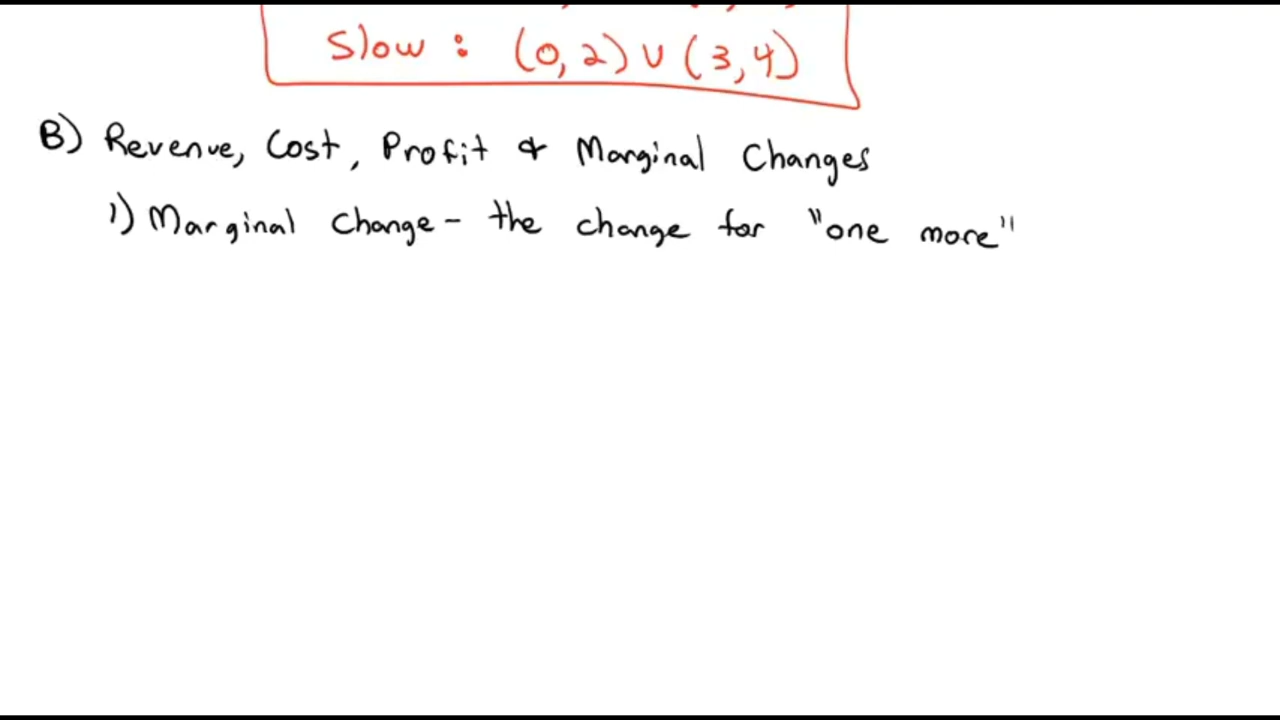 Slow : (0,2) ∪ (3,4)
B) Revenue, Cost, Profit & Marginal Changes
1) Marginal Change - the change for "one more"